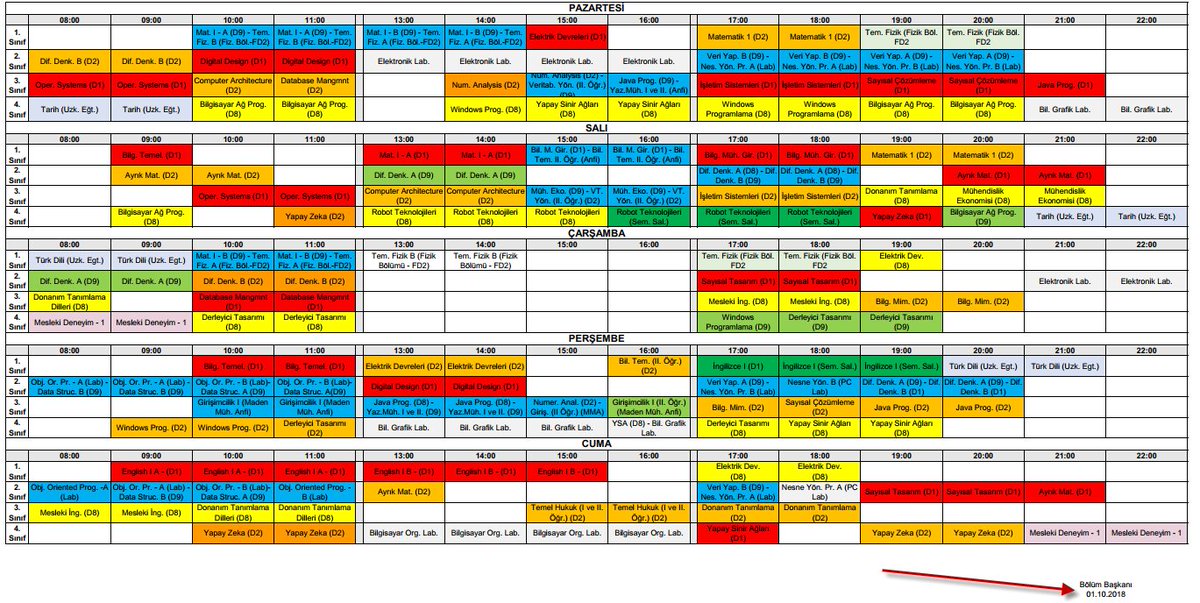 PAZARTESİ
08:00 09:00 10:00 11:00 13:00 14:00 15:00 16:00 17:00 18:00 19:00 20:00 21:00 22:00
1. Sınıf Mat. I - A (D9) - Tem. Fiz. B (Fiz. Böl.-FD2) Mat. I - A (D9) - Tem. Fiz. B (Fiz. Böl.-FD2) Mat. I - B (D9) - Tem. Fiz. A (Fiz. Böl.-FD2) Mat. I - B (D9) - Tem. Fiz. A (Fiz. Böl.-FD2) Elektrik Devreleri (D1) Matematik 1 (D2) Matematik 1 (D2) Tem. Fizik (Fizik Böl. FD2 Tem. Fizik (Fizik Böl. FD2
2. Sınıf Dif. Denk. B (D2) Dif. Denk. B (D2) Digital Design (D1) Digital Design (D1) Elektronik Lab. Elektronik Lab. Elektronik Lab. Elektronik Lab. Veri Yap. B (D9) - Nes. Yön. Pr. A (Lab) Veri Yap. B (D9) - Nes. Yön. Pr. A (Lab) Veri Yap. A (D9) - Nes. Yön. Pr. B (Lab) Veri Yap. A (D9) - Nes. Yön. Pr. B (Lab)
3. Sınıf Oper. Systems (D1) Oper. Systems (D1) Computer Architecture (D2) Database Mangmnt (D2) Num. Analysis (D2) Num. Analysis (D2) - Veritab. Yön. (II. Öğr.) (D9) Java Prog. (D9) - Yaz.Müh. I ve II. (Anfi) İşletim Sistemleri (D1) İşletim Sistemleri (D1) Sayısal Çözümleme (D1) Sayısal Çözümleme (D1) Java Prog. (D1)
4. Sınıf Tarih (Uzk. Eğt.) Tarih (Uzk. Eğt.) Bilgisayar Ağ Prog. (D8) Bilgisayar Ağ Prog. (D8) Windows Prog. (D8) Yapay Sinir Ağları (D8) Yapay Sinir Ağları (D8) Windows Programlama (D8) Windows Programlama (D8) Bilgisayar Ağ Prog. (D8) Bilgisayar Ağ Prog. (D8) Bil. Grafik Lab. Bil. Grafik Lab.
SALI
08:00 09:00 10:00 11:00 13:00 14:00 15:00 16:00 17:00 18:00 19:00 20:00 21:00 22:00
1. Sınıf Bilg. Temel. (D1) Mat. I - A (D1) Mat. I - A (D1) Bil. M. Gir. (D1) - Bil. Tem. II. Öğr. (Anfi) Bil. M. Gir. (D1) - Bil. Tem. II. Öğr. (Anfi) Bilg. Müh. Gir. (D1) Bilg. Müh. Gir. (D1) Matematik 1 (D2) Matematik 1 (D2)
2. Sınıf Ayrık Mat. (D2) Ayrık Mat. (D2) Dif. Denk. A (D9) Dif. Denk. A (D9) Dif. Denk. A (D8) - Dif. Denk. B (D9) Dif. Denk. A (D8) - Dif. Denk. B (D9) Ayrık Mat. (D1) Ayrık Mat. (D1)
3. Sınıf Oper. Systems (D1) Oper. Systems (D1) Computer Architecture (D2) Computer Architecture (D2) Müh. Eko. (D9) - VT. Yön. (II. Öğr.) (D2) Müh. Eko. (D9) - VT. Yön. (II. Öğr.) (D2) İşletim Sistemleri (D2) İşletim Sistemleri (D2) Donanım Tanımlama (D8) Mühendislik Ekonomisi (D8) Mühendislik Ekonomisi (D8)
4. Sınıf Bilgisayar Ağ Prog. (D8) Yapay Zeka (D2) Robot Teknolojileri (D8) Robot Teknolojileri (D8) Robot Teknolojileri (D8) Robot Teknolojileri (Sem. Sal.) Robot Teknolojileri (Sem. Sal.) Robot Teknolojileri (Sem. Sal.) Yapay Zeka (D1) Bilgisayar Ağ Prog. (D9) Tarih (Uzk. Eğt.) Tarih (Uzk. Eğt.)
ÇARŞAMBA
08:00 09:00 10:00 11:00 13:00 14:00 15:00 16:00 17:00 18:00 19:00 20:00 21:00 22:00
1. Sınıf Türk Dili (Uzk. Egt.) Türk Dili (Uzk. Egt.) Mat. I - B (D9) - Tem. Fiz. A (Fiz. Böl.-FD2) Mat. I - B (D9) - Tem. Fiz. A (Fiz. Böl.-FD2) Tem. Fizik B (Fizik Bölümü - FD2) Tem. Fizik B (Fizik Bölümü - FD2) Tem. Fizik (Fizik Böl. FD2 Tem. Fizik (Fizik Böl. FD2 Elektrik Dev. (D8)
2. Sınıf Dif. Denk. A (D9) Dif. Denk. A (D9) Dif. Denk. B (D2) Dif. Denk. B (D2) Sayısal Tasarım (D1) Sayısal Tasarım (D1) Elektronik Lab. Elektronik Lab.
3. Sınıf Donanım Tanımlama Dilleri (D8) Database Mangmnt (D1) Database Mangmnt (D1) Mesleki İng. (D8) Mesleki İng. (D8) Bilg. Mim. (D2) Bilg. Mim. (D2)
4. Sınıf Mesleki Deneyim - 1 Mesleki Deneyim - 1 Derleyici Tasarımı (D8) Derleyici Tasarımı (D8) Windows Programlama (D9) Derleyici Tasarımı (D9) Derleyici Tasarımı (D9)
PERŞEMBE
08:00 09:00 10:00 11:00 13:00 14:00 15:00 16:00 17:00 18:00 19:00 20:00 21:00 22:00
1. Sınıf Bilg. Tem. (D1) Bilg. Tem. (D1) Elektrik Devreleri (D2) Elektrik Devreleri (D2) Bil. Tem. (II. Öğr.) (D2) İngilizce I (D1) İngilizce I (Sem. Sal.) İngilizce I (Sem. Sal.) Türk Dili (Uzk. Egt.) Türk Dili (Uzk. Egt.)
2. Sınıf Obj. Or. Pr. - A (Lab) - Data Struc. B (D9) Obj. Or. Pr. - A (Lab) - Data Struc. B (D9) Obj. Or. Pr. - B (Lab)- Data Struc. A (D9) Obj. Or. Pr. - B (Lab)- Data Struc. A (D9) Digital Design (D1) Digital Design (D1) Veri Yap. A (D9) - Nes. Yön. Pr. B (Lab) Nesne Yön. B (PC Lab) Dif. Denk. A (D9) - Dif. Denk. B (D1) Dif. Denk. A (D9) - Dif. Denk. B (D1)
3. Sınıf Girişimcilik I (Maden Müh. Anfi) Girişimcilik I (Maden Müh. Anfi) Java Prog. (D8) - Yaz.Müh. I ve II. (D9) Java Prog. (D8) - Yaz.Müh. I ve II. (D9) Numer. Anal. (D2) - Giriş. (II Öğr.) (MMA) Girişimcilik I (II. Öğr.) (Maden Müh. Anfi) Bilg. Mim. (D2) Sayısal Çözümleme (D2) Java Prog. (D2) Java Prog. (D2)
4. Sınıf Windows Prog. (D2) Windows Prog. (D2) Derleyici Tasarımı (D2) Bil. Grafik Lab. Bil. Grafik Lab. Bil. Grafik Lab. YSA (D8) - Bil. Grafik Lab. Derleyici Tasarımı (D8) Yapay Sinir Ağları (D8) Yapay Sinir Ağları (D8)
CUMA
08:00 09:00 10:00 11:00 13:00 14:00 15:00 16:00 17:00 18:00 19:00 20:00 21:00 22:00
1. Sınıf English I A - (D1) English I A - (D1) English I A - (D1) English I B - (D1) English I B - (D1) English I B - (D1) Elektrik Dev. (D8) Elektrik Dev. (D8)
2. Sınıf Obj. Oriented Prog. -A (Lab) Obj. Or. Pr. - A (Lab) - Data Struc. B (D9) Obj. Or. Pr. - B (Lab) - Data Struc. A (D9) Obj. Oriented Prog. - B (Lab) Ayrık Mat. (D2) Veri Yap. B (D9) - Nes. Yön. Pr. A (Lab) Nesne Yön. Pr. A (PC Lab) Sayısal Tasarım (D1) Sayısal Tasarım (D1) Ayrık Mat. (D1)
3. Sınıf Mesleki İng. (D8) Mesleki İng. (D8) Donanım Tanımlama Dilleri (D8) Donanım Tanımlama Dilleri (D8) Temel Hukuk (I ve II. Öğr.) (D2) Temel Hukuk (I ve II. Öğr.) (D2) Donanım Tanımlama (D2) Donanım Tanımlama (D2)
4. Sınıf Yapay Zeka (D2) Yapay Zeka (D2) Bilgisayar Org. Lab. Bilgisayar Org. Lab. Bilgisayar Org. Lab. Bilgisayar Org. Lab. Yapay Sinir Ağları (D1) Yapay Zeka (D2) Yapay Zeka (D2) Mesleki Deneyim - 1 Mesleki Deneyim - 1
Bölüm Başkanı
01.10.2018